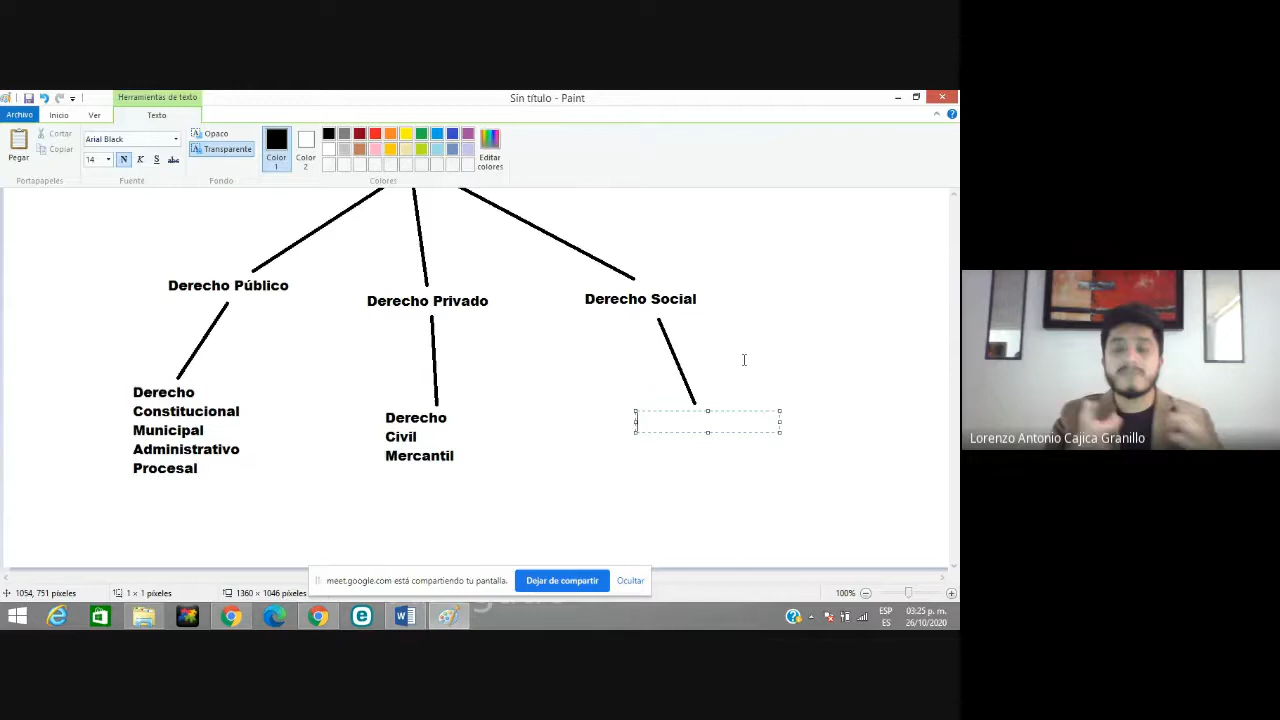 Herramientas de texto
Sin título - Paint
Archivo
Inicio
Ver
Texto
Pegar
Cortar
Copiar
Arial Black
14
N
K
S
abc
Opaco
Transparente
Color
1
Color
2
Editar
colores
Portapapeles
Fuente
Fondo
Colores
Derecho Público
Derecho Privado
Derecho Social
Derecho
Constitucional
Municipal
Administrativo
Procesal
Derecho
Civil
Mercantil
Lorenzo Antonio Cajica Granillo
meet.google.com está compartiendo tu pantalla.
Dejar de compartir
Ocultar
1054, 751 píxeles
1 × 1 píxeles
1360 × 1046 píxeles
100%
ESP
ES
03:25 p. m.
26/10/2020